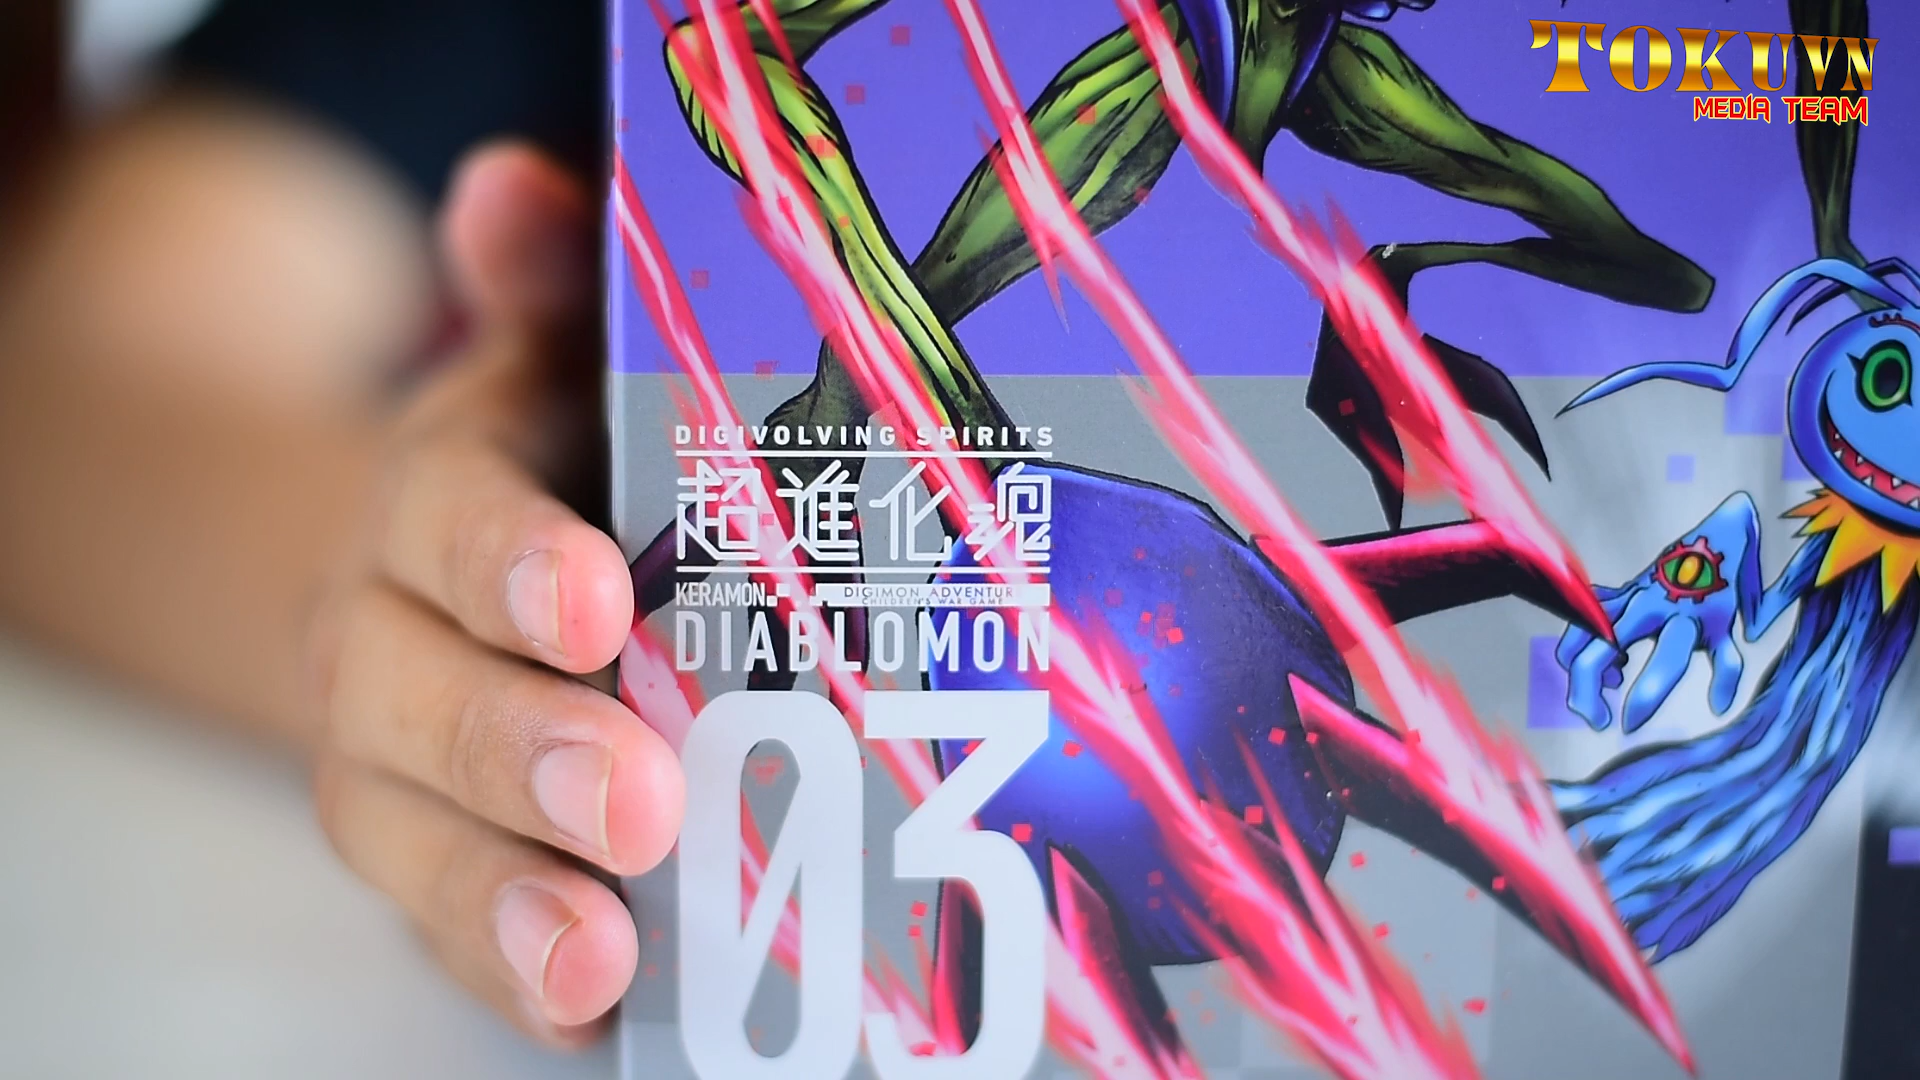 TOKUVN
MEDIA TEAM
DIGIVOLVING SPIRITS
超進化魂
KERAMON
DIGIMON ADVENTURE
CHILDREN'S WAR GAME
DIABLOMON
03